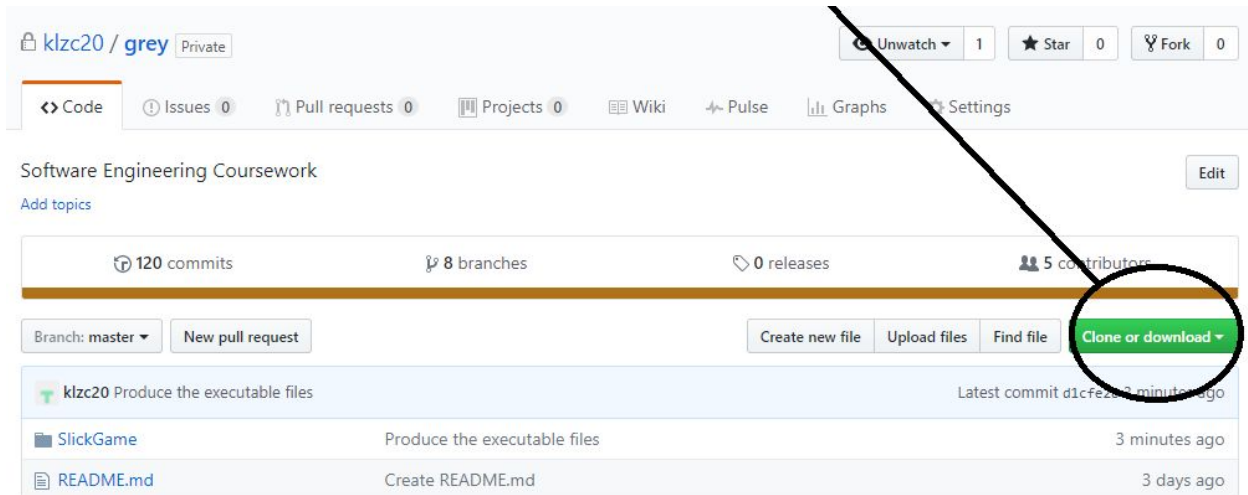 klzc20 / grey Private Unwatch 1 Star 0 Fork 0
Code Issues 0 Pull requests 0 Projects 0 Wiki Pulse Graphs Settings
Software Engineering Coursework Edit
Add topics
120 commits 8 branches 0 releases 5 contributors
Branch: master New pull request Create new file Upload files Find file Clone or download
klzc20 Produce the executable files Latest commit minutes ago
SlickGame Produce the executable files 3 minutes ago
README.md Create README.md 3 days ago